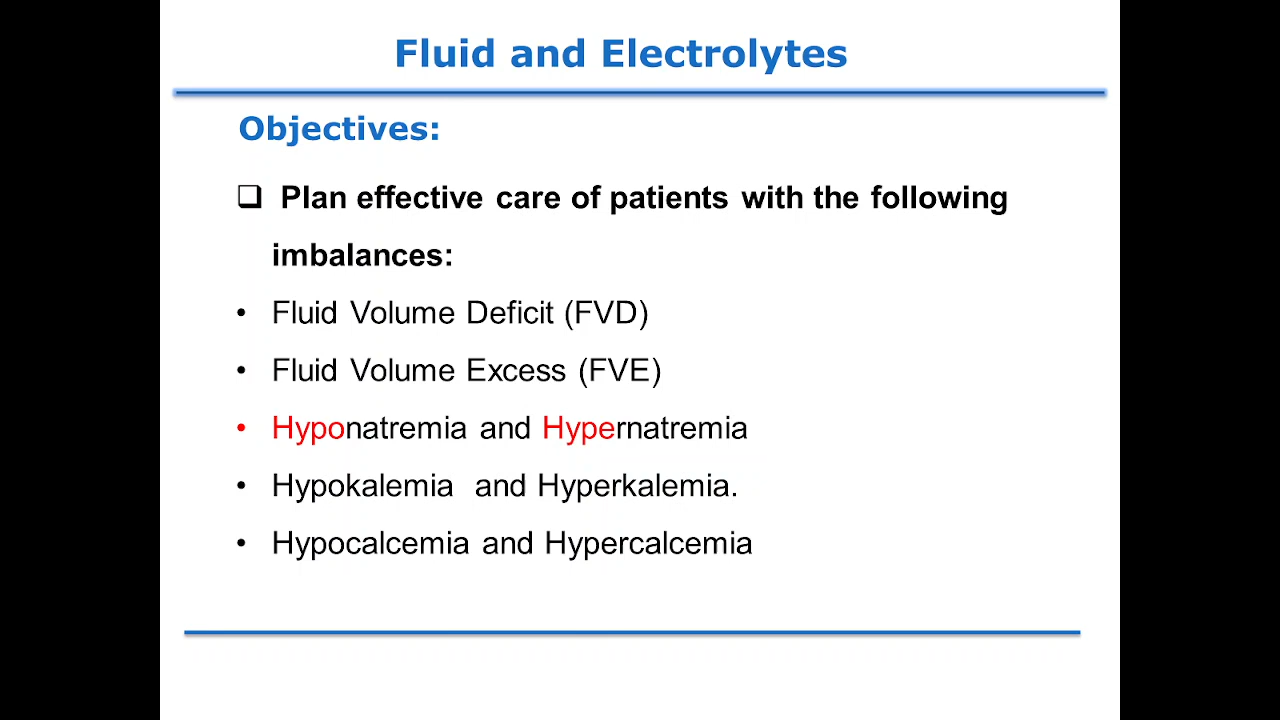 Fluid and Electrolytes
Objectives:
❑ Plan effective care of patients with the following
imbalances:
• Fluid Volume Deficit (FVD)
• Fluid Volume Excess (FVE)
• Hyponatremia and Hypernatremia
• Hypokalemia and Hyperkalemia.
• Hypocalcemia and Hypercalcemia